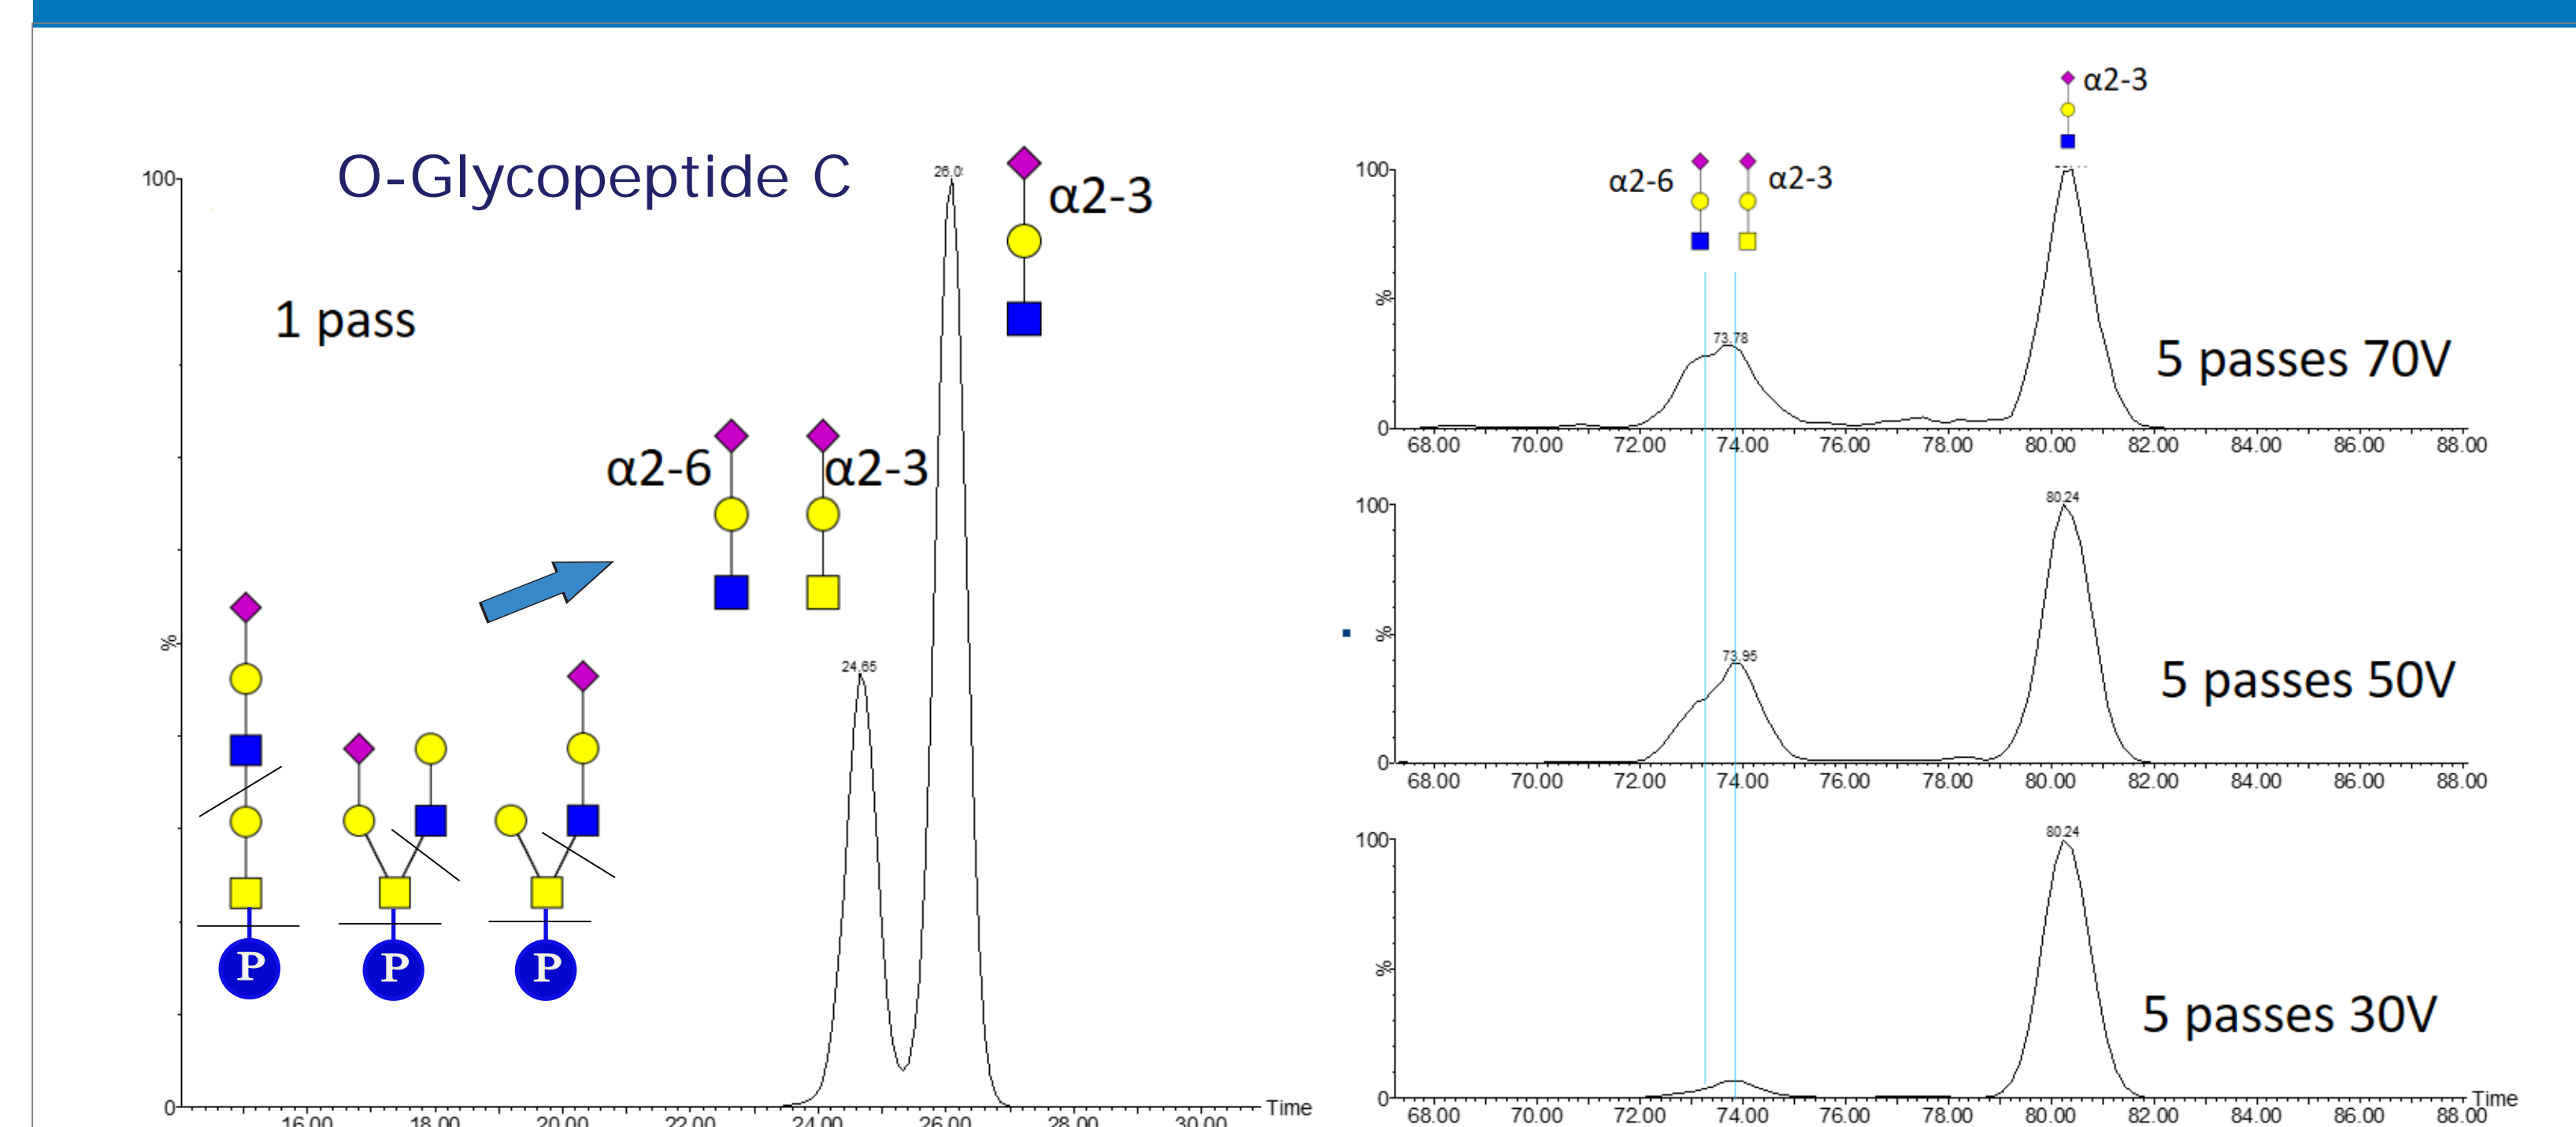 O-Glycopeptide C
1 pass
100
%
0
26.0
24.65
α2-3
α2-6
α2-3
P
P
P
Time
16.00 18.00 20.00 22.00 24.00 26.00 28.00 30.00
α2-3
α2-6
α2-3
100
%
0
73.78
5 passes 70V
68.00 70.00 72.00 74.00 76.00 78.00 80.00 82.00 84.00 86.00 88.00
100
%
0
73.95
80.24
5 passes 50V
68.00 70.00 72.00 74.00 76.00 78.00 80.00 82.00 84.00 86.00 88.00
100
%
0
80.24
5 passes 30V
Time
68.00 70.00 72.00 74.00 76.00 78.00 80.00 82.00 84.00 86.00 88.00